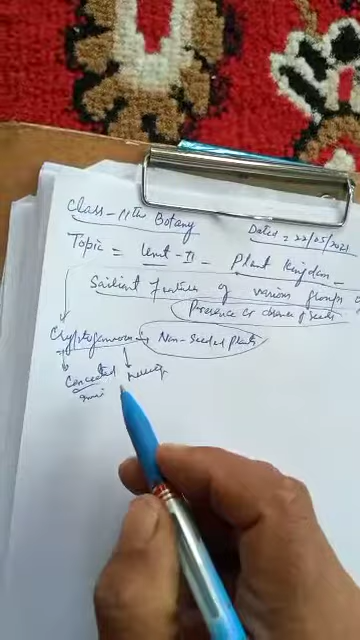 Class - 11th Botany
Dated = 22/05/2021
Topic = Unit - II - Plant Kingdom -
Sailient features of various groups of
Presence or absence of seeds
Cryptogamous → Non-Seeded plants
Concealed